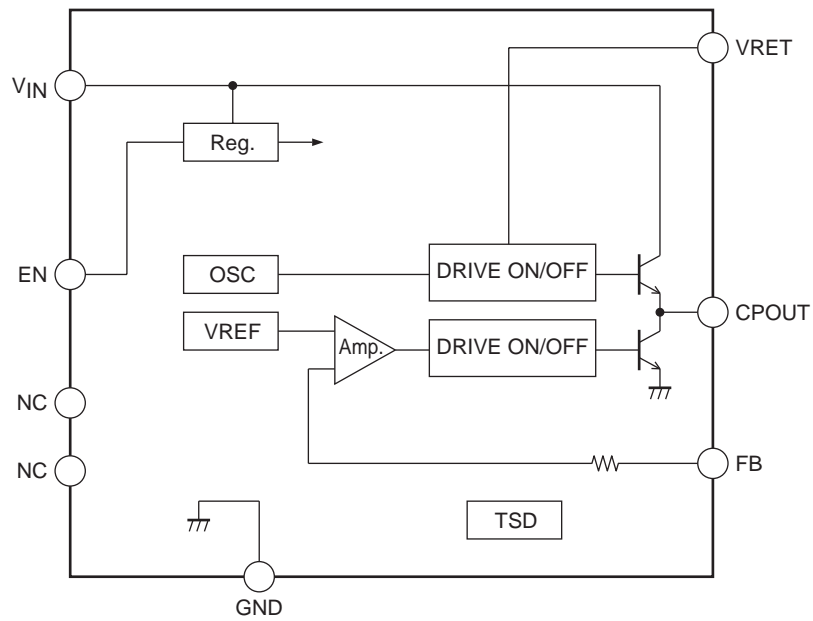 VRET
VIN
Reg.
EN
OSC
DRIVE ON/OFF
CPOUT
VREF
Amp.
DRIVE ON/OFF
NC
NC
FB
TSD
GND